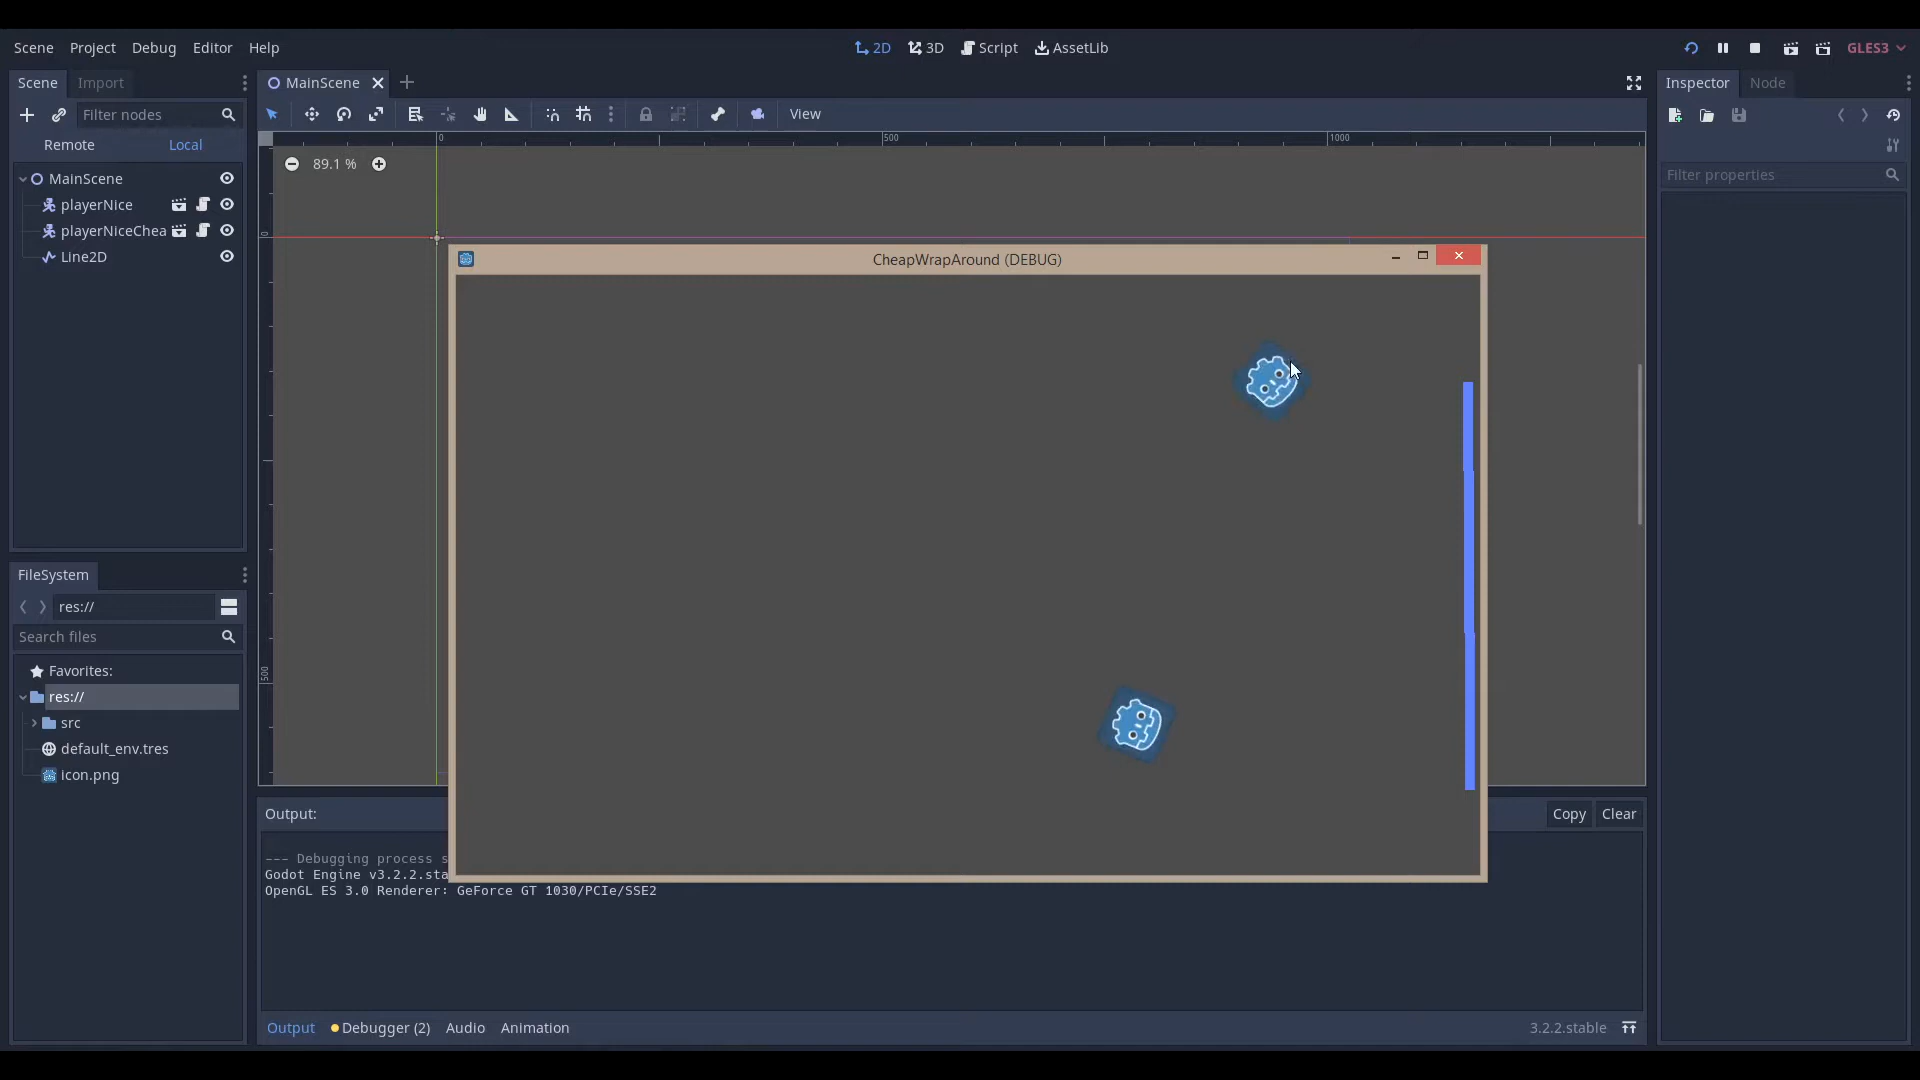 Scene Project Debug Editor Help
2D 3D Script AssetLib
GLES3
Scene Import
MainScene
Inspector Node
Filter nodes
View
Remote Local
0 500 1000
89.1 %
Filter properties
MainScene
playerNice
playerNiceChea
Line2D
0
500
CheapWrapAround (DEBUG)
FileSystem
res://
Search files
Favorites:
res://
src
default_env.tres
icon.png
Output:
Copy Clear
--- Debugging process s
Godot Engine v3.2.2.sta
OpenGL ES 3.0 Renderer: GeForce GT 1030/PCIe/SSE2
Output Debugger (2) Audio Animation
3.2.2.stable